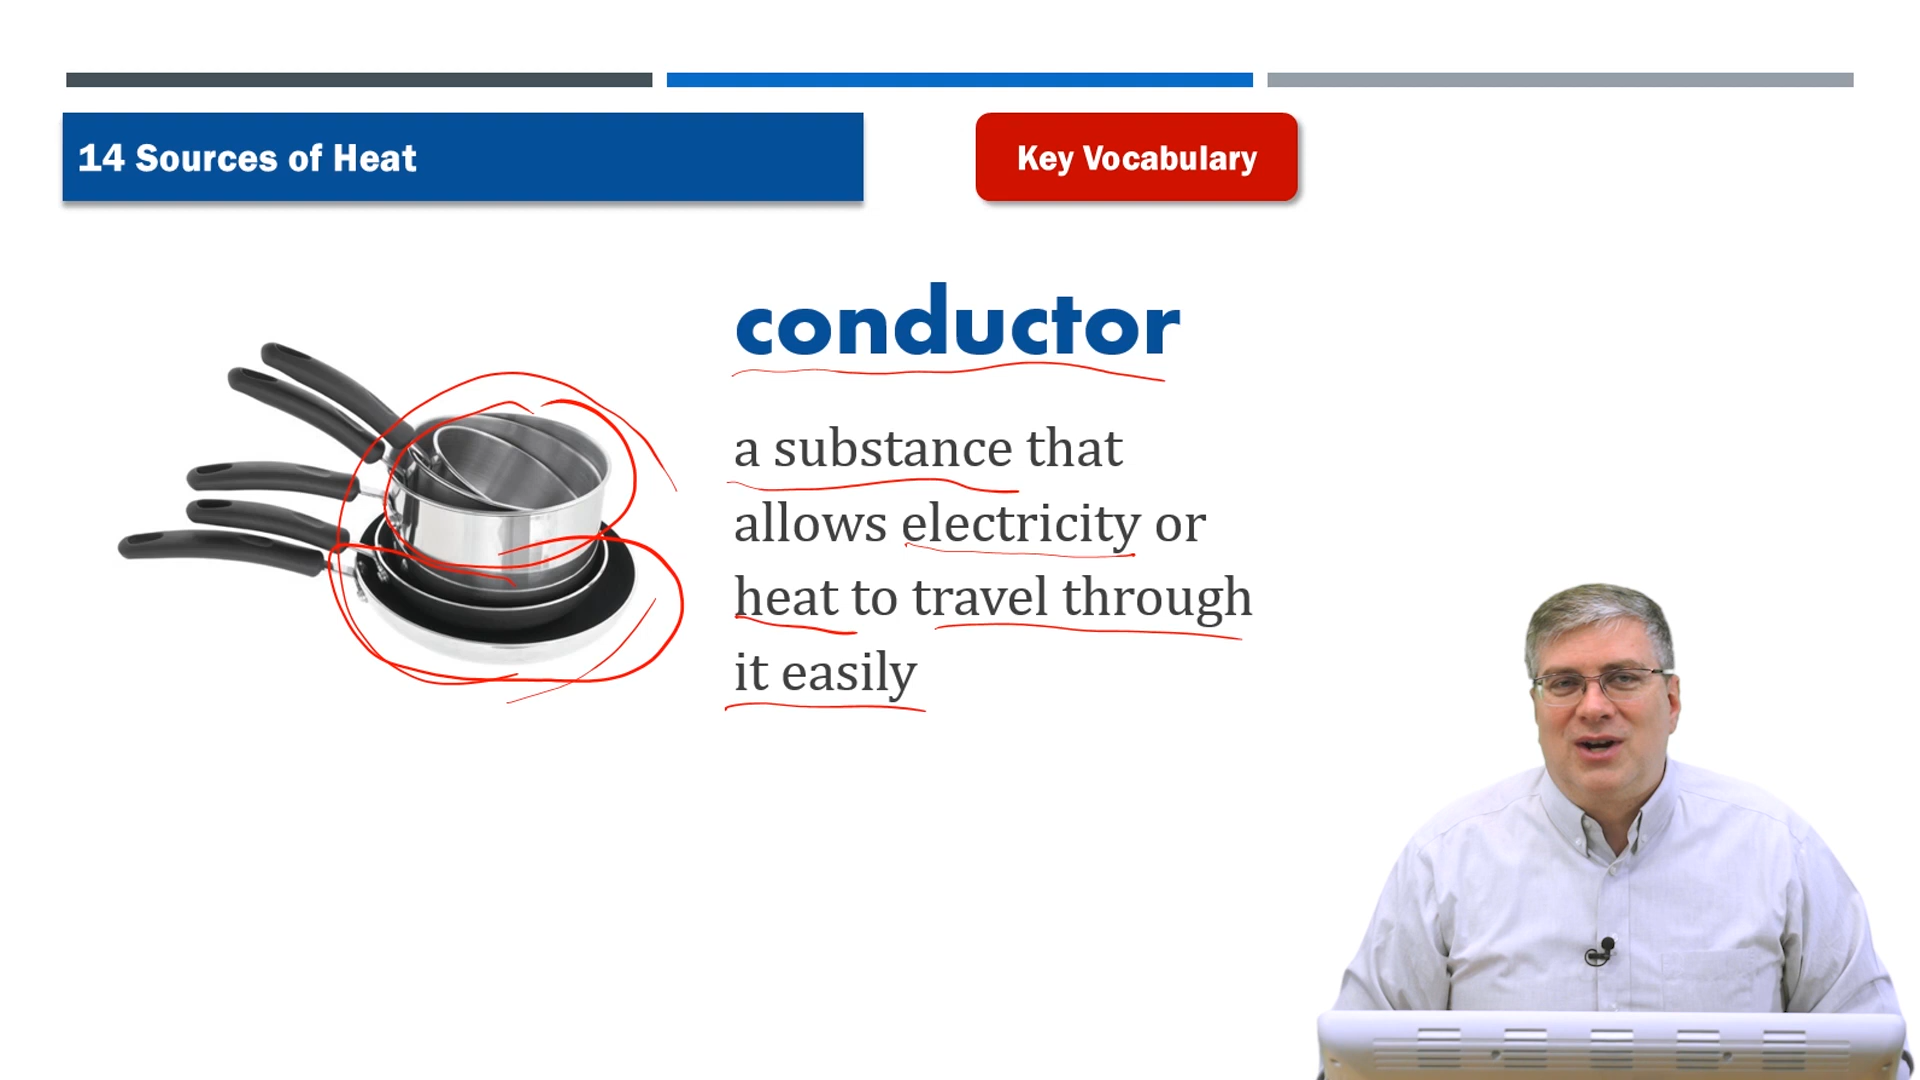 14 Sources of Heat
Key Vocabulary
conductor
a substance that
allows electricity or
heat to travel through
it easily